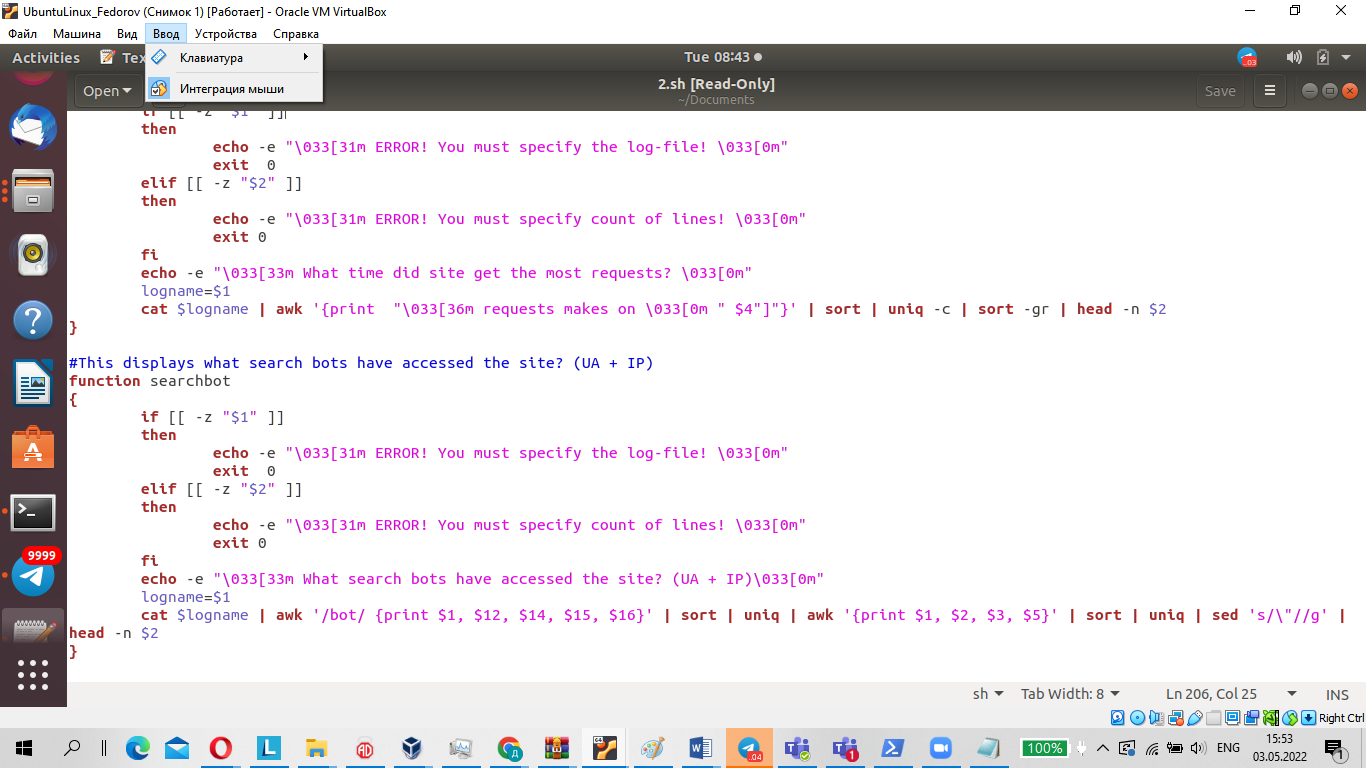 UbuntuLinux_Fedorov (Снимок 1) [Работает] - Oracle VM VirtualBox
Файл Машина Вид Ввод Устройства Справка
Клавиатура
Интеграция мыши
Activities Tex Tue 08:43
.03
Open 2.sh [Read-Only] Save
~/Documents
if [[ -z "$1" ]]
then
echo -e "\033[31m ERROR! You must specify the log-file! \033[0m"
exit  0
elif [[ -z "$2" ]]
then
echo -e "\033[31m ERROR! You must specify count of lines! \033[0m"
exit 0
fi
echo -e "\033[33m What time did site get the most requests? \033[0m"
logname=$1
cat $logname | awk '{print  "\033[36m requests makes on \033[0m " $4"]"}' | sort | uniq -c | sort -gr | head -n $2
}
#This displays what search bots have accessed the site? (UA + IP)
function searchbot
{
if [[ -z "$1" ]]
then
echo -e "\033[31m ERROR! You must specify the log-file! \033[0m"
exit  0
elif [[ -z "$2" ]]
then
echo -e "\033[31m ERROR! You must specify count of lines! \033[0m"
exit 0
fi
echo -e "\033[33m What search bots have accessed the site? (UA + IP)\033[0m"
logname=$1
cat $logname | awk '/bot/ {print $1, $12, $14, $15, $16}' | sort | uniq | awk '{print $1, $2, $3, $5}' | sort | uniq | sed 's/\"//g' |
head -n $2
}
9999
sh Tab Width: 8 Ln 206, Col 25 INS
Right Ctrl
.04 1 100% ENG 15:53
03.05.2022 1